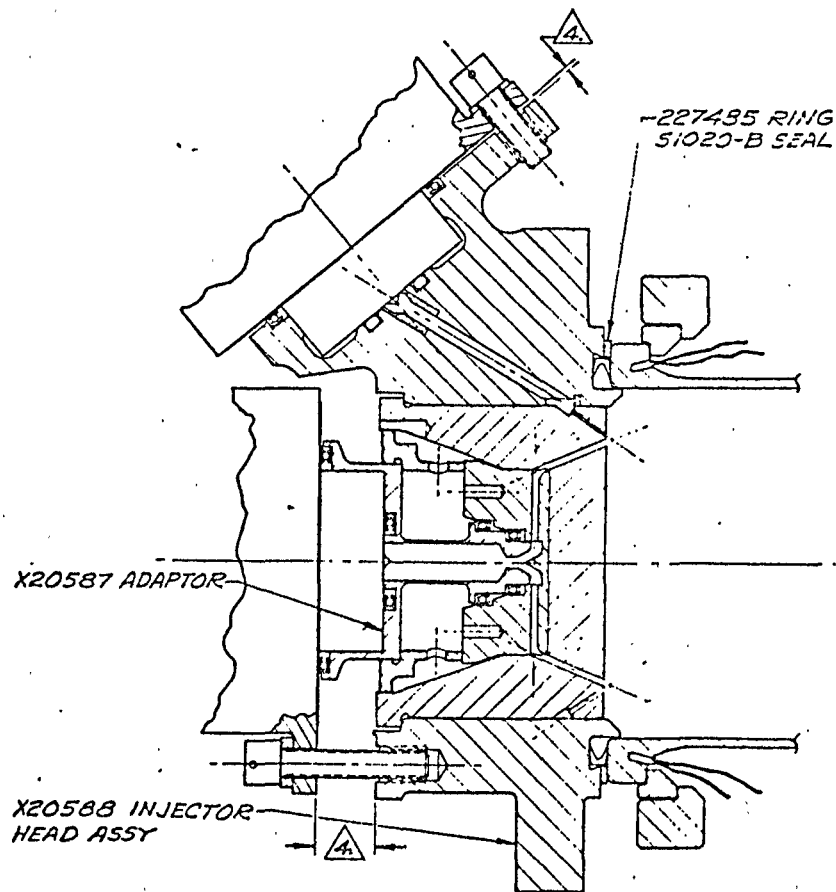 4.
-227485 RING
S1020-B SEAL
X20587 ADAPTOR
X20588 INJECTOR
HEAD ASSY
4.